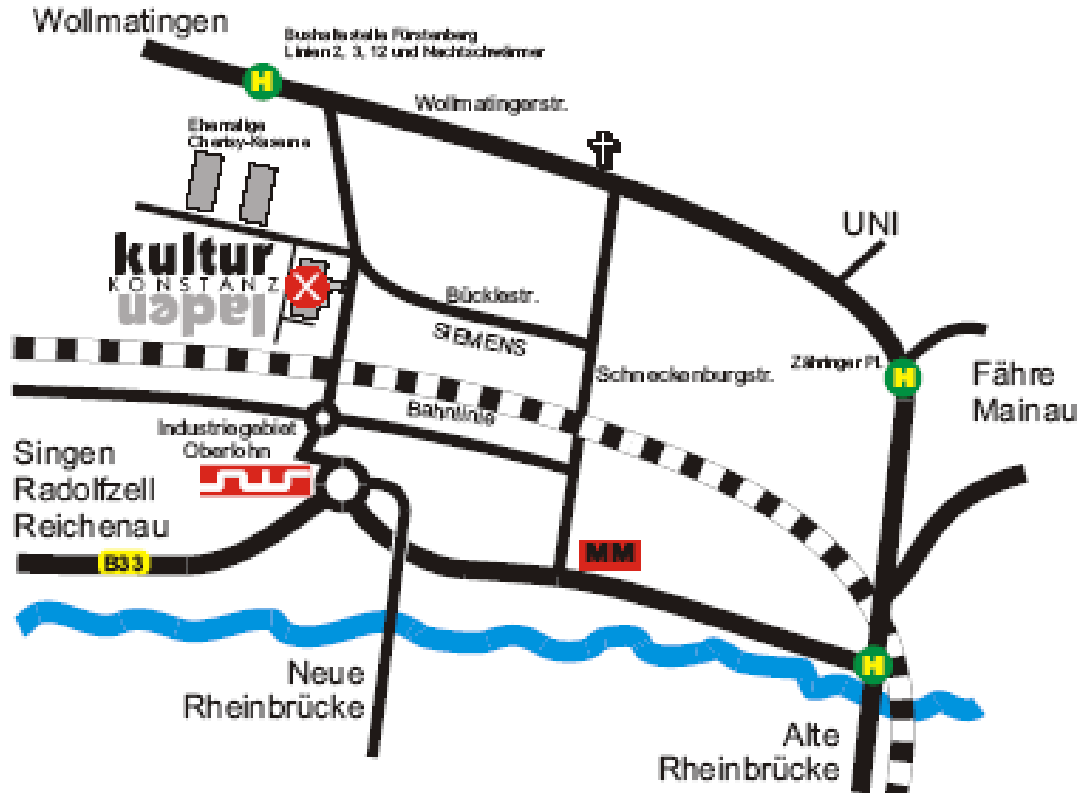 Wollmatingen
Bushaltestelle Fürstenberg
Linien 2, 3, 12 und Nachtschwärmer
H
Wollmatingerstr.
Ehemalige
Cherisy-Kaserne
UNI
kultur
KONSTANZ
laden
X
Bücklestr.
SIEMENS
Zähringer Pl.
H
Schneckenburgstr.
Fähre
Mainau
Bahnlinie
Industriegebiet
Oberlohn
Singen
Radolfzell
Reichenau
B33
MM
H
Neue
Rheinbrücke
Alte
Rheinbrücke